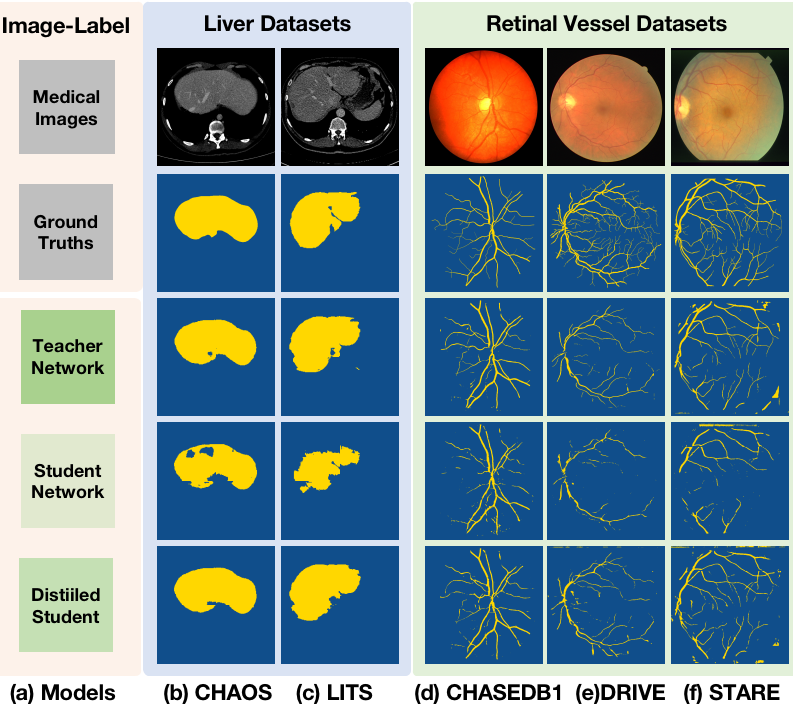 Image-Label
Liver Datasets
Retinal Vessel Datasets
Medical
Images
Ground
Truths
Teacher
Network
Student
Network
Distiiled
Student
(a) Models
(b) CHAOS
(c) LITS
(d) CHASEDB1
(e)DRIVE
(f) STARE